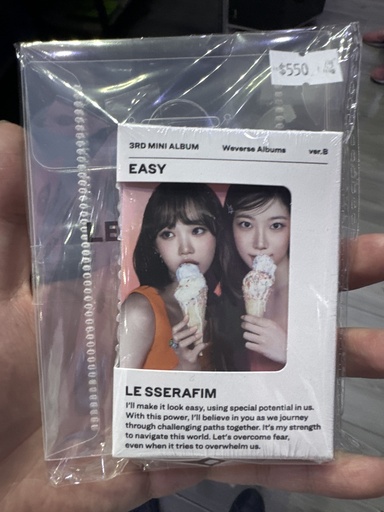 $550
3RD MINI ALBUM Weverse Albums ver.B
EASY
LE
LE SSERAFIM
I'll make it look easy, using special potential in us.
With this power, I'll believe in you as we journey
through challenging paths together. It's my strength
to navigate this world. Let's overcome fear,
even when it tries to overwhelm us.